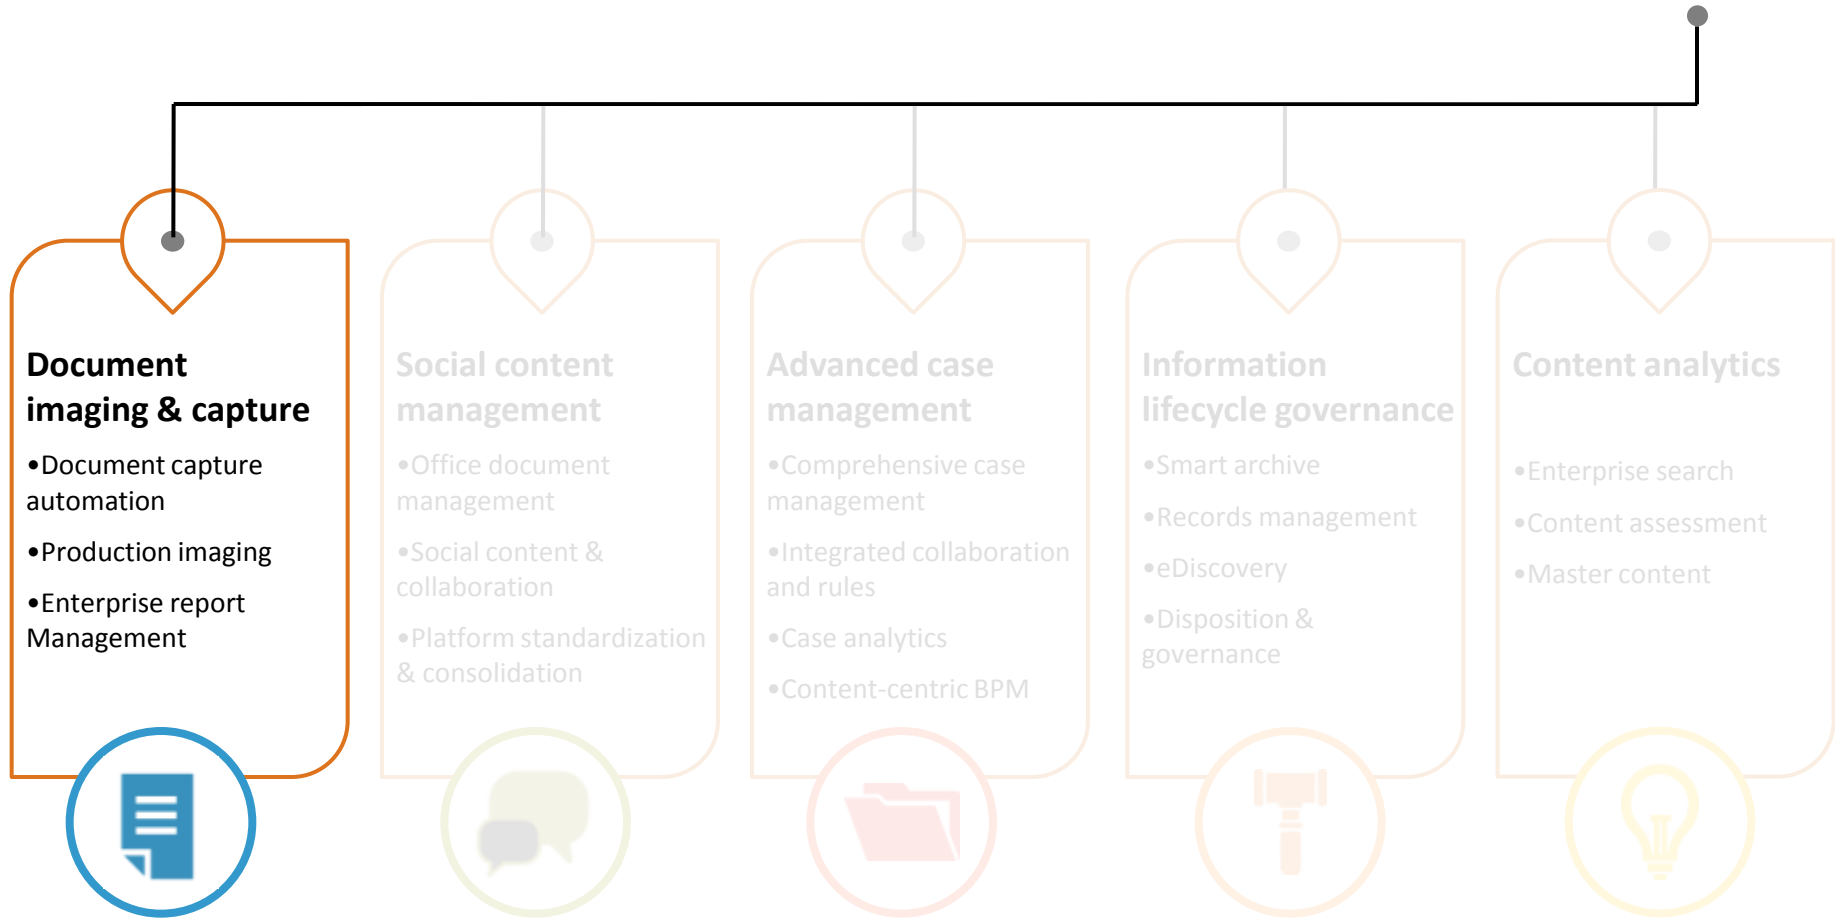 Document
imaging & capture
•Document capture
automation
•Production imaging
•Enterprise report
Management
Social content
management
•Office document
management
•Social content &
collaboration
•Platform standardization
& consolidation
Advanced case
management
•Comprehensive case
management
•Integrated collaboration
and rules
•Case analytics
•Content-centric BPM
Information
lifecycle governance
•Smart archive
•Records management
•eDiscovery
•Disposition &
governance
Content analytics
•Enterprise search
•Content assessment
•Master content